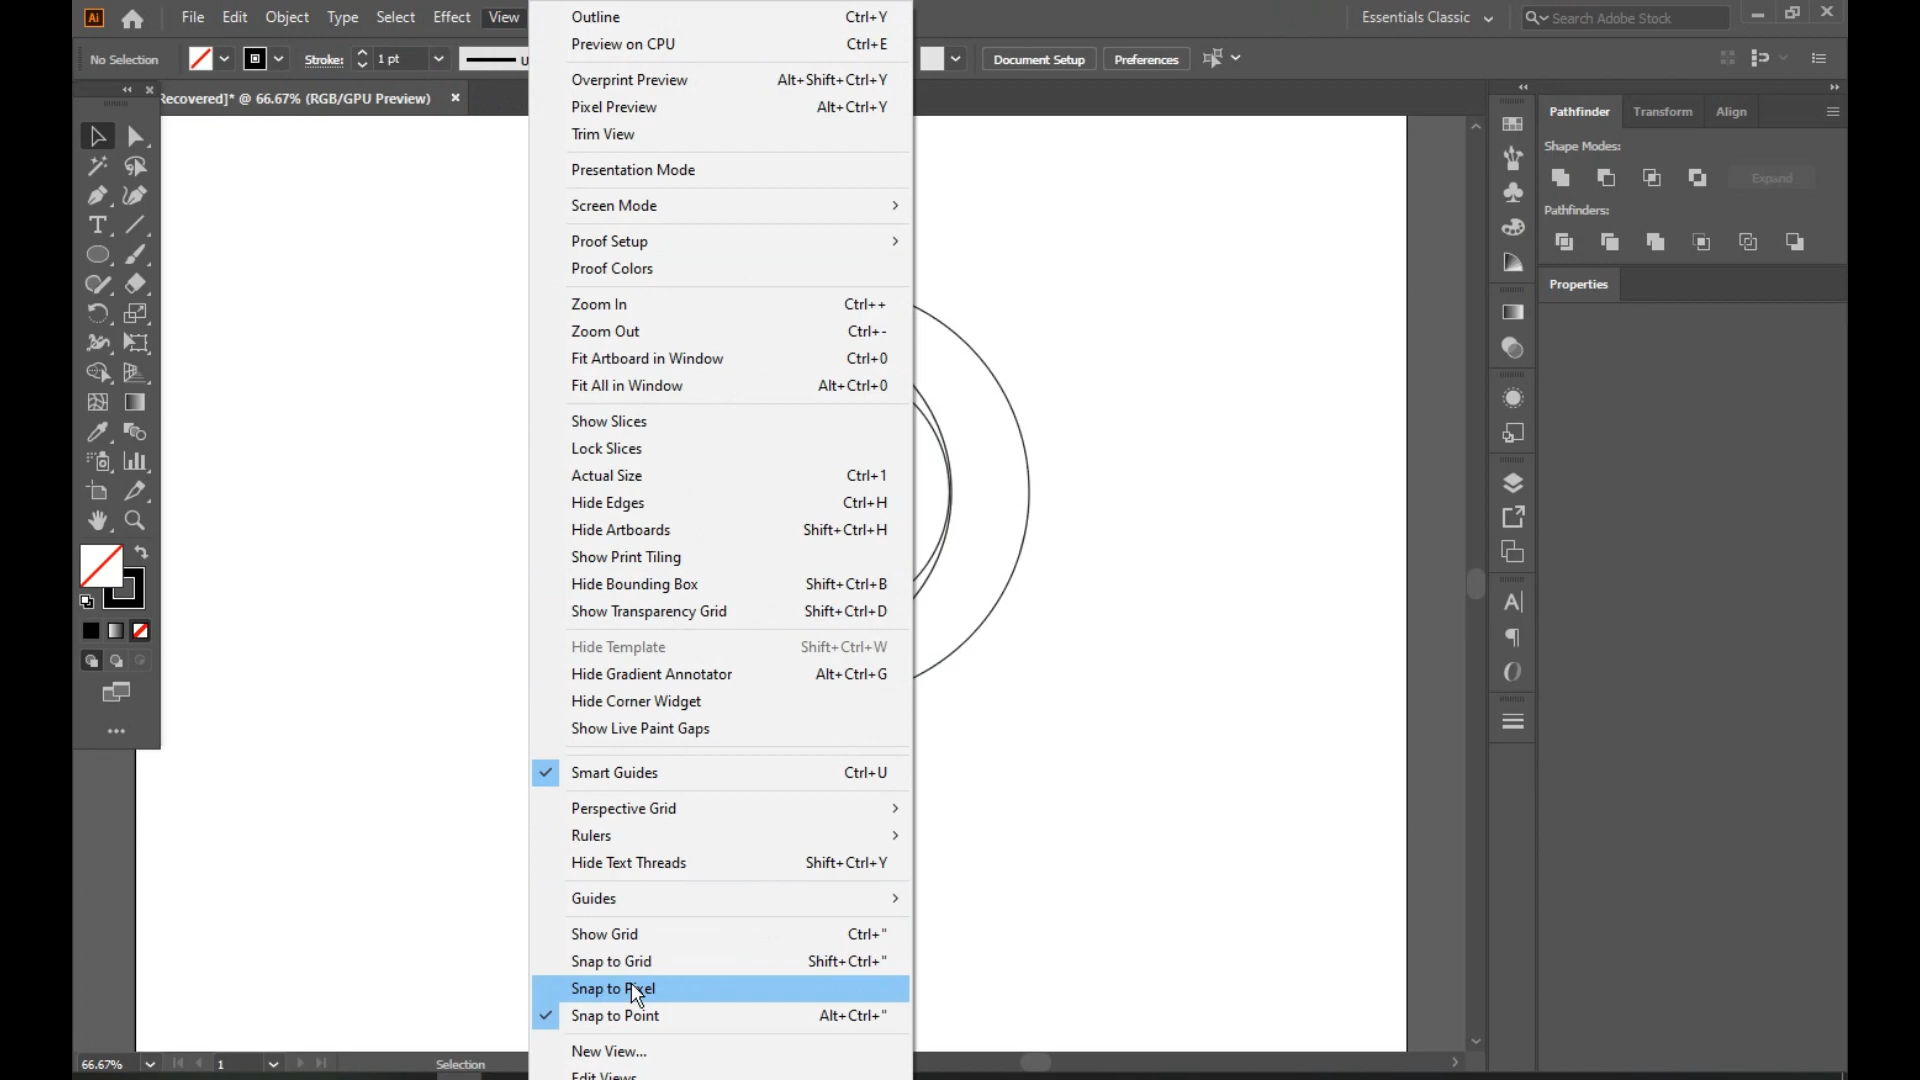 Ai File Edit Object Type Select Effect View Essentials Classic Search Adobe Stock
No Selection Stroke: 1 pt U Document Setup Preferences
Recovered]* @ 66.67% (RGB/GPU Preview)
Outline Ctrl+Y
Preview on CPU Ctrl+E
Overprint Preview Alt+Shift+Ctrl+Y
Pixel Preview Alt+Ctrl+Y
Trim View
Presentation Mode
Screen Mode
Proof Setup
Proof Colors
Zoom In Ctrl++
Zoom Out Ctrl+-
Fit Artboard in Window Ctrl+0
Fit All in Window Alt+Ctrl+0
Show Slices
Lock Slices
Actual Size Ctrl+1
Hide Edges Ctrl+H
Hide Artboards Shift+Ctrl+H
Show Print Tiling
Hide Bounding Box Shift+Ctrl+B
Show Transparency Grid Shift+Ctrl+D
Hide Template Shift+Ctrl+W
Hide Gradient Annotator Alt+Ctrl+G
Hide Corner Widget
Show Live Paint Gaps
Smart Guides Ctrl+U
Perspective Grid
Rulers
Hide Text Threads Shift+Ctrl+Y
Guides
Show Grid Ctrl+"
Snap to Grid Shift+Ctrl+"
Snap to Pixel
Snap to Point Alt+Ctrl+"
New View...
Edit Views
Pathfinder Transform Align
Shape Modes:
Expand
Pathfinders:
Properties
66.67% 1 Selection